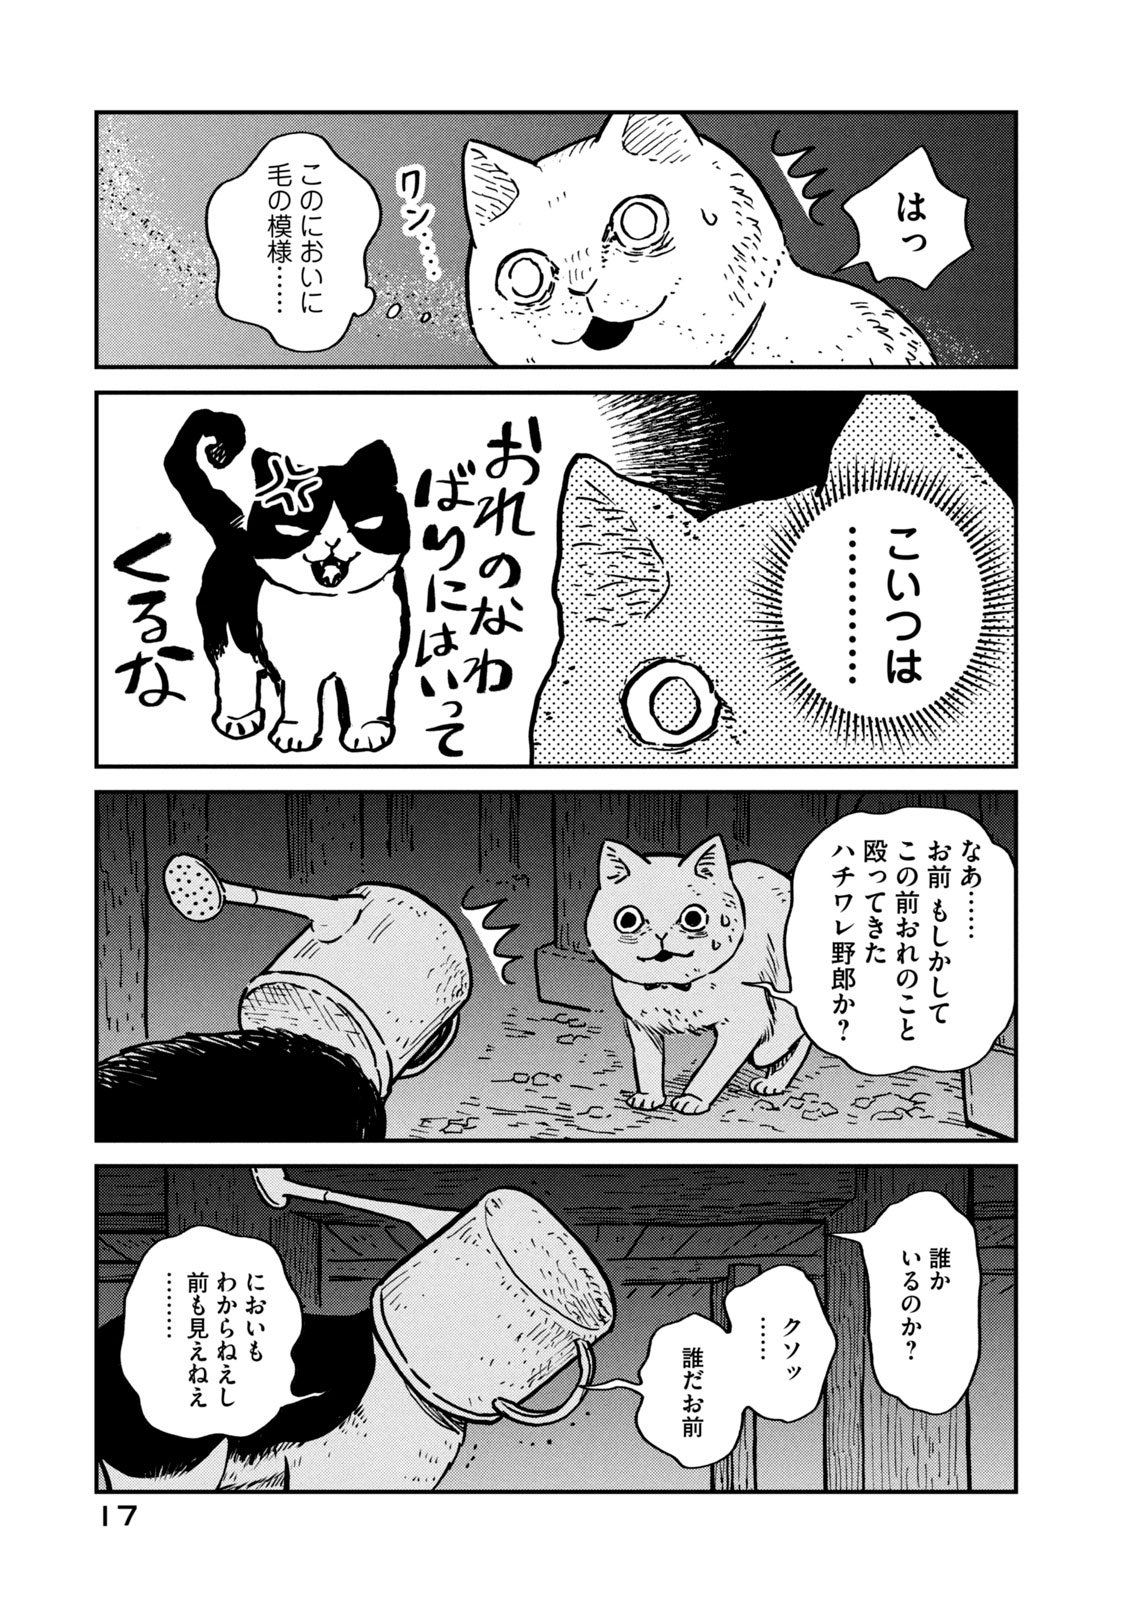 はっ
ワン‥‥
このにおいに
毛の模様……
こいつは
…………
おれのなわ
ばりにはいって
くるな
なあ……
お前 もしかして
この前おれのこと
殴ってきた
ハチワレ野郎か?
誰か
いるのか?
クソッ
……
誰だお前
においも
わからねえし
前も見えねえ
………
17